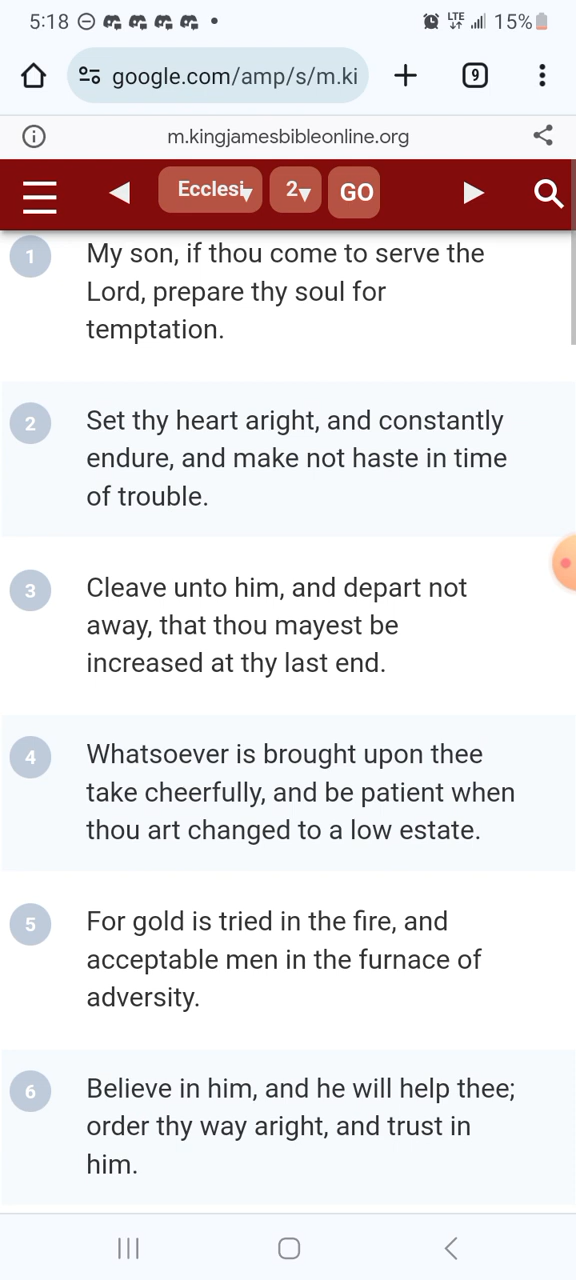 5:18
LTE
15%
google.com/amp/s/m.ki
9
m.kingjamesbibleonline.org
Ecclesi
2
GO
1
My son, if thou come to serve the
Lord, prepare thy soul for
temptation.
2
Set thy heart aright, and constantly
endure, and make not haste in time
of trouble.
3
Cleave unto him, and depart not
away, that thou mayest be
increased at thy last end.
4
Whatsoever is brought upon thee
take cheerfully, and be patient when
thou art changed to a low estate.
5
For gold is tried in the fire, and
acceptable men in the furnace of
adversity.
6
Believe in him, and he will help thee;
order thy way aright, and trust in
him.